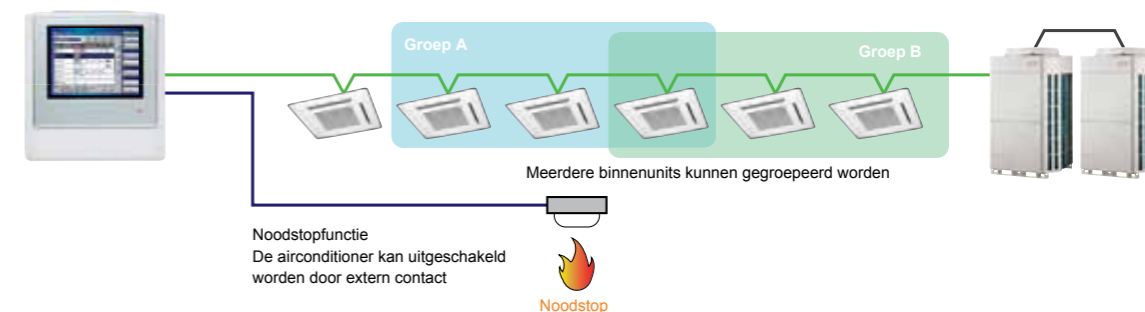 Groep A
Groep B
Meerdere binnenunits kunnen gegroepeerd worden
Noodstopfunctie
De airconditioner kan uitgeschakeld
worden door extern contact
Noodstop